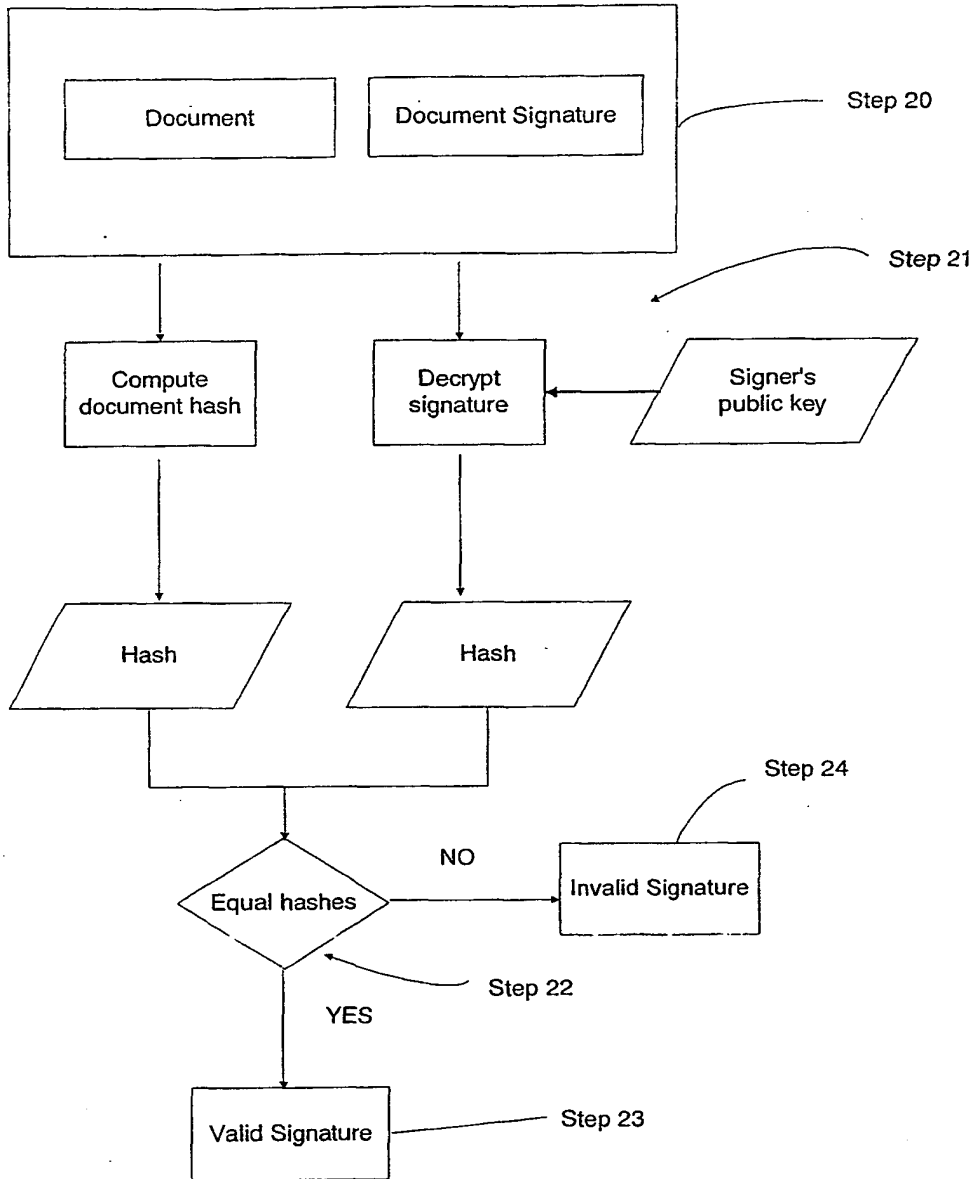 Document
Document Signature
Step 20
Step 21
Compute
document hash
Decrypt
signature
Signer's
public key
Hash
Hash
Step 24
NO
Equal hashes
Invalid Signature
Step 22
YES
Valid Signature
Step 23